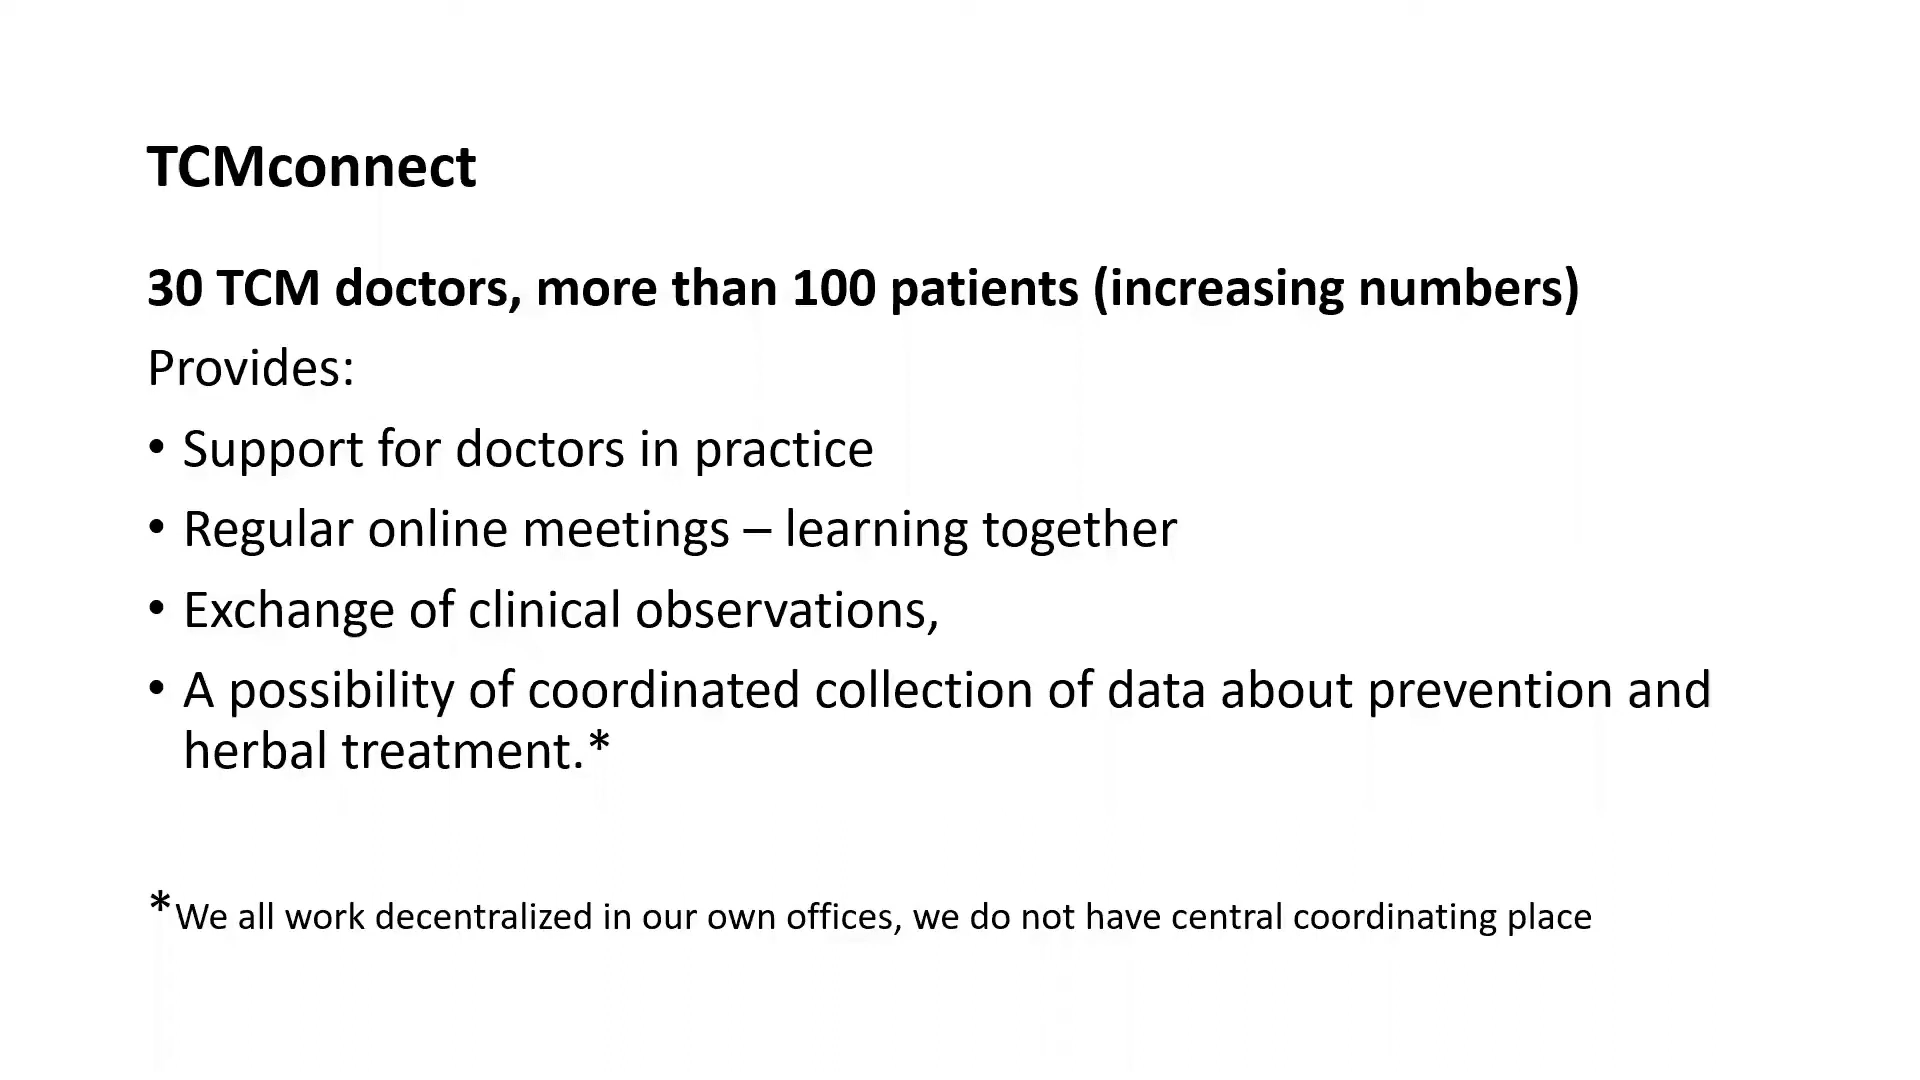 TCMconnect
30 TCM doctors, more than 100 patients (increasing numbers)
Provides:
• Support for doctors in practice
• Regular online meetings – learning together
• Exchange of clinical observations,
• A possibility of coordinated collection of data about prevention and
herbal treatment.*
*We all work decentralized in our own offices, we do not have central coordinating place